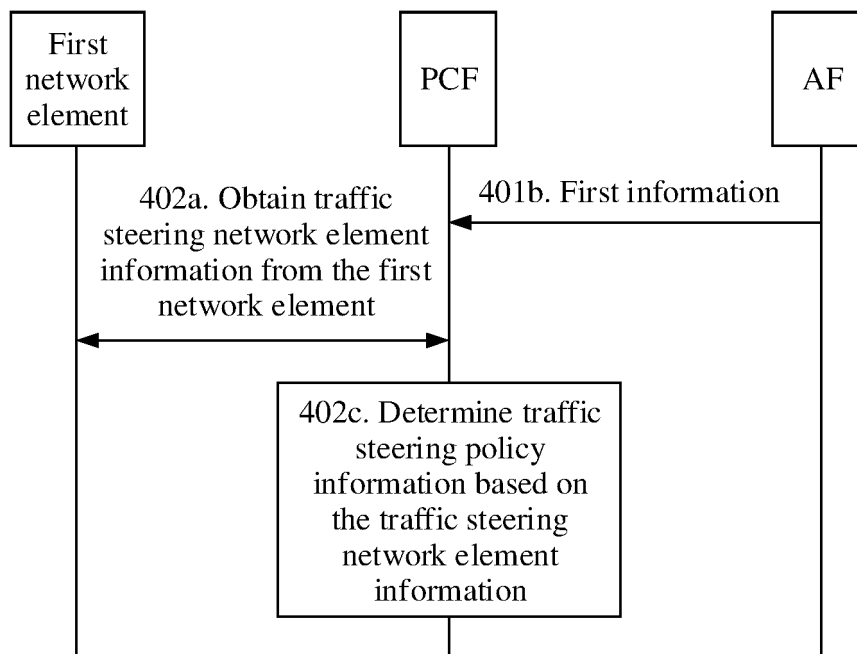 First
network
element
PCF
AF
401b. First information
402a. Obtain traffic
steering network element
information from the first
network element
402c. Determine traffic
steering policy
information based on
the traffic steering
network element
information